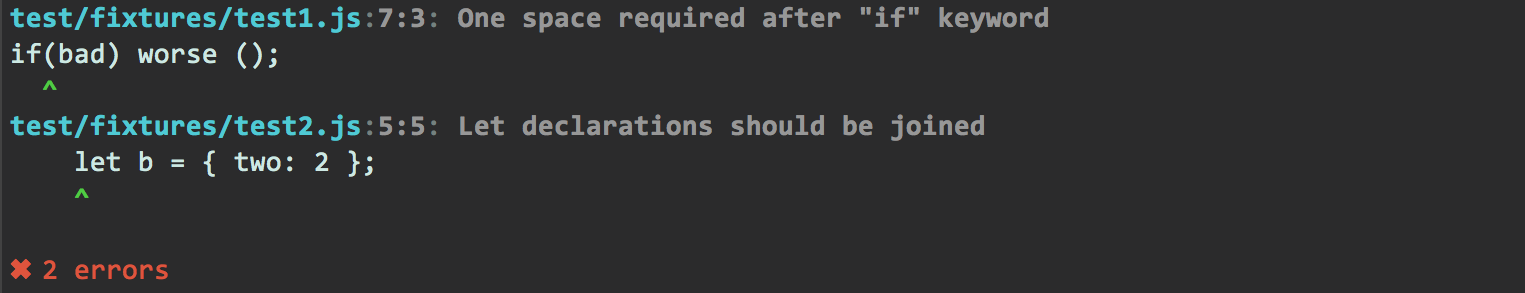 test/fixtures/test1.js:7:3: One space required after "if" keyword
if(bad) worse ();
  ^
test/fixtures/test2.js:5:5: Let declarations should be joined
    let b = { two: 2 };
    ^
✖ 2 errors